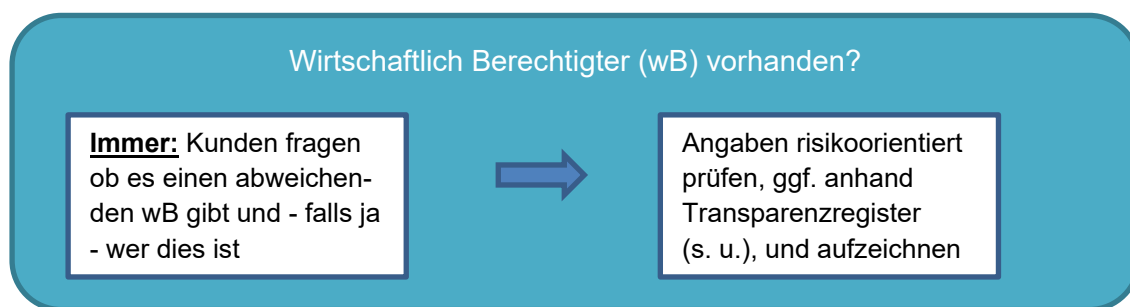 Wirtschaftlich Berechtigter (wB) vorhanden?
Immer: Kunden fragen
ob es einen abweichen-
den wB gibt und - falls ja
- wer dies ist
Angaben risikoorientiert
prüfen, ggf. anhand
Transparenzregister
(s. u.), und aufzeichnen